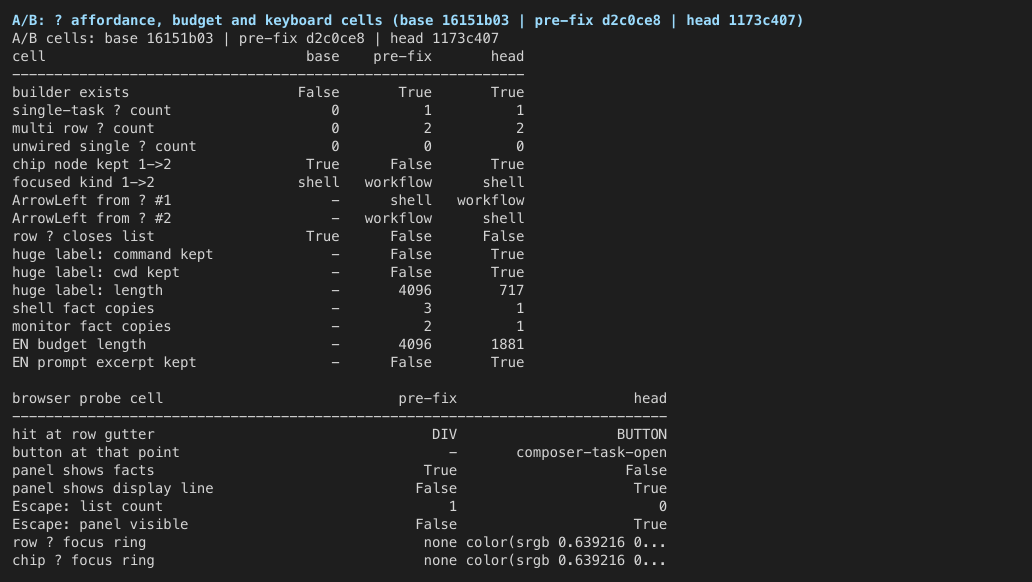 A/B: ? affordance, budget and keyboard cells (base 16151b03 | pre-fix d2c0ce8 | head 1173c407)
A/B cells: base 16151b03 | pre-fix d2c0ce8 | head 1173c407
cell                                base    pre-fix       head
--------------------------------------------------------------
builder exists                     False       True       True
single-task ? count                    0          1          1
multi row ? count                      0          2          2
unwired single ? count                 0          0          0
chip node kept 1->2                 True      False       True
focused kind 1->2                  shell   workflow      shell
ArrowLeft from ? #1                    -      shell   workflow
ArrowLeft from ? #2                    -   workflow      shell
row ? closes list                   True      False      False
huge label: command kept               -      False       True
huge label: cwd kept                   -      False       True
huge label: length                     -       4096        717
shell fact copies                      -          3          1
monitor fact copies                    -          2          1
EN budget length                       -       4096       1881
EN prompt excerpt kept                 -      False       True
browser probe cell                            pre-fix                     head
------------------------------------------------------------------------------
hit at row gutter                                 DIV                   BUTTON
button at that point                                -       composer-task-open
panel shows facts                                True                    False
panel shows display line                        False                     True
Escape: list count                                  1                        0
Escape: panel visible                           False                     True
row ? focus ring                                 none color(srgb 0.639216 0...
chip ? focus ring                                none color(srgb 0.639216 0...